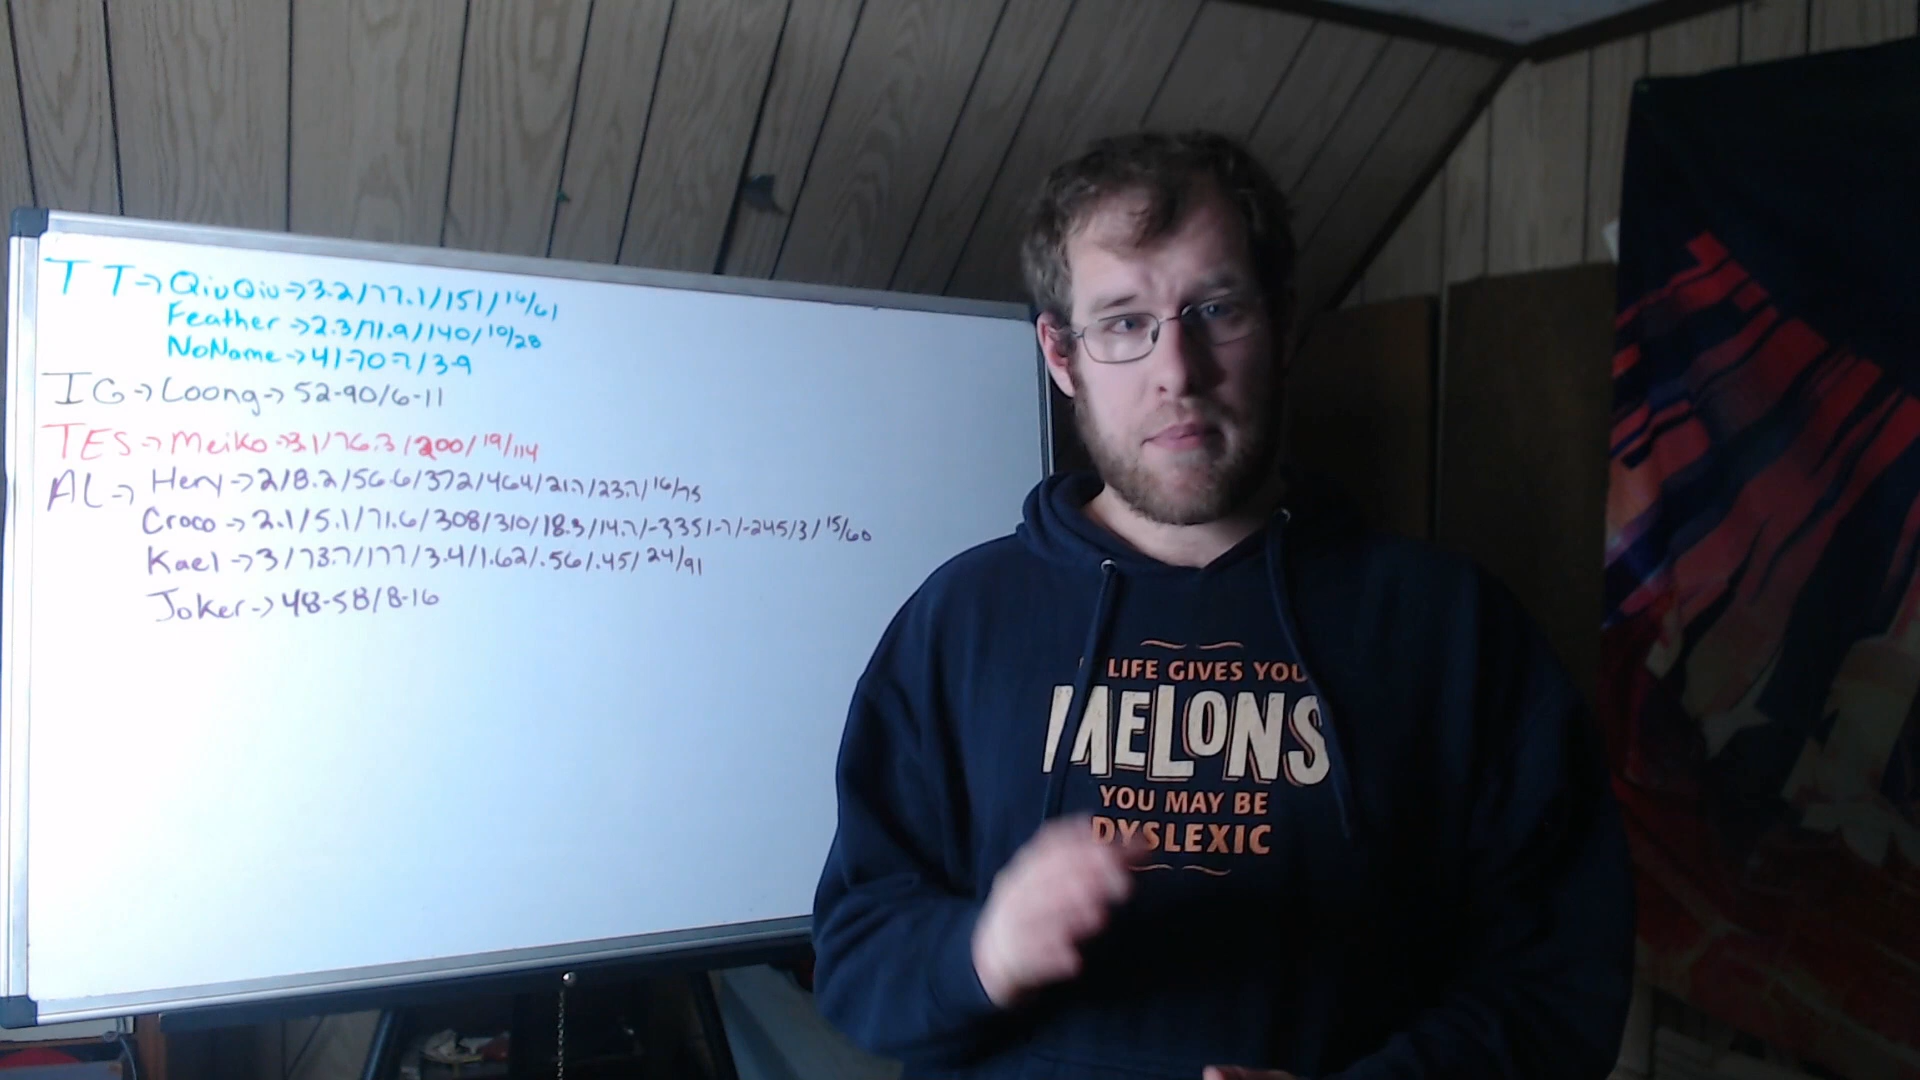 TT→QiuQiu→3.2/77.1/151/16/61
Feather→2.3/71.9/140/10/28
NoName→41-70-7/3-9
IG→Loong→52-90/6-11
TES→Meiko→3.1/76.3/200/19/114
AL→Hery→2/8.2/56.6/372/464/21.7/23.7/16/75
Croco→2.1/5.1/71.6/308/310/18.3/14.7/-335/-7/-245/3/15/60
Kael→3/73.7/177/3.4/1.62/.56/.45/24/91
Joker→48-58/8-16
LIFE GIVES YOU
MELONS
YOU MAY BE
DYSLEXIC